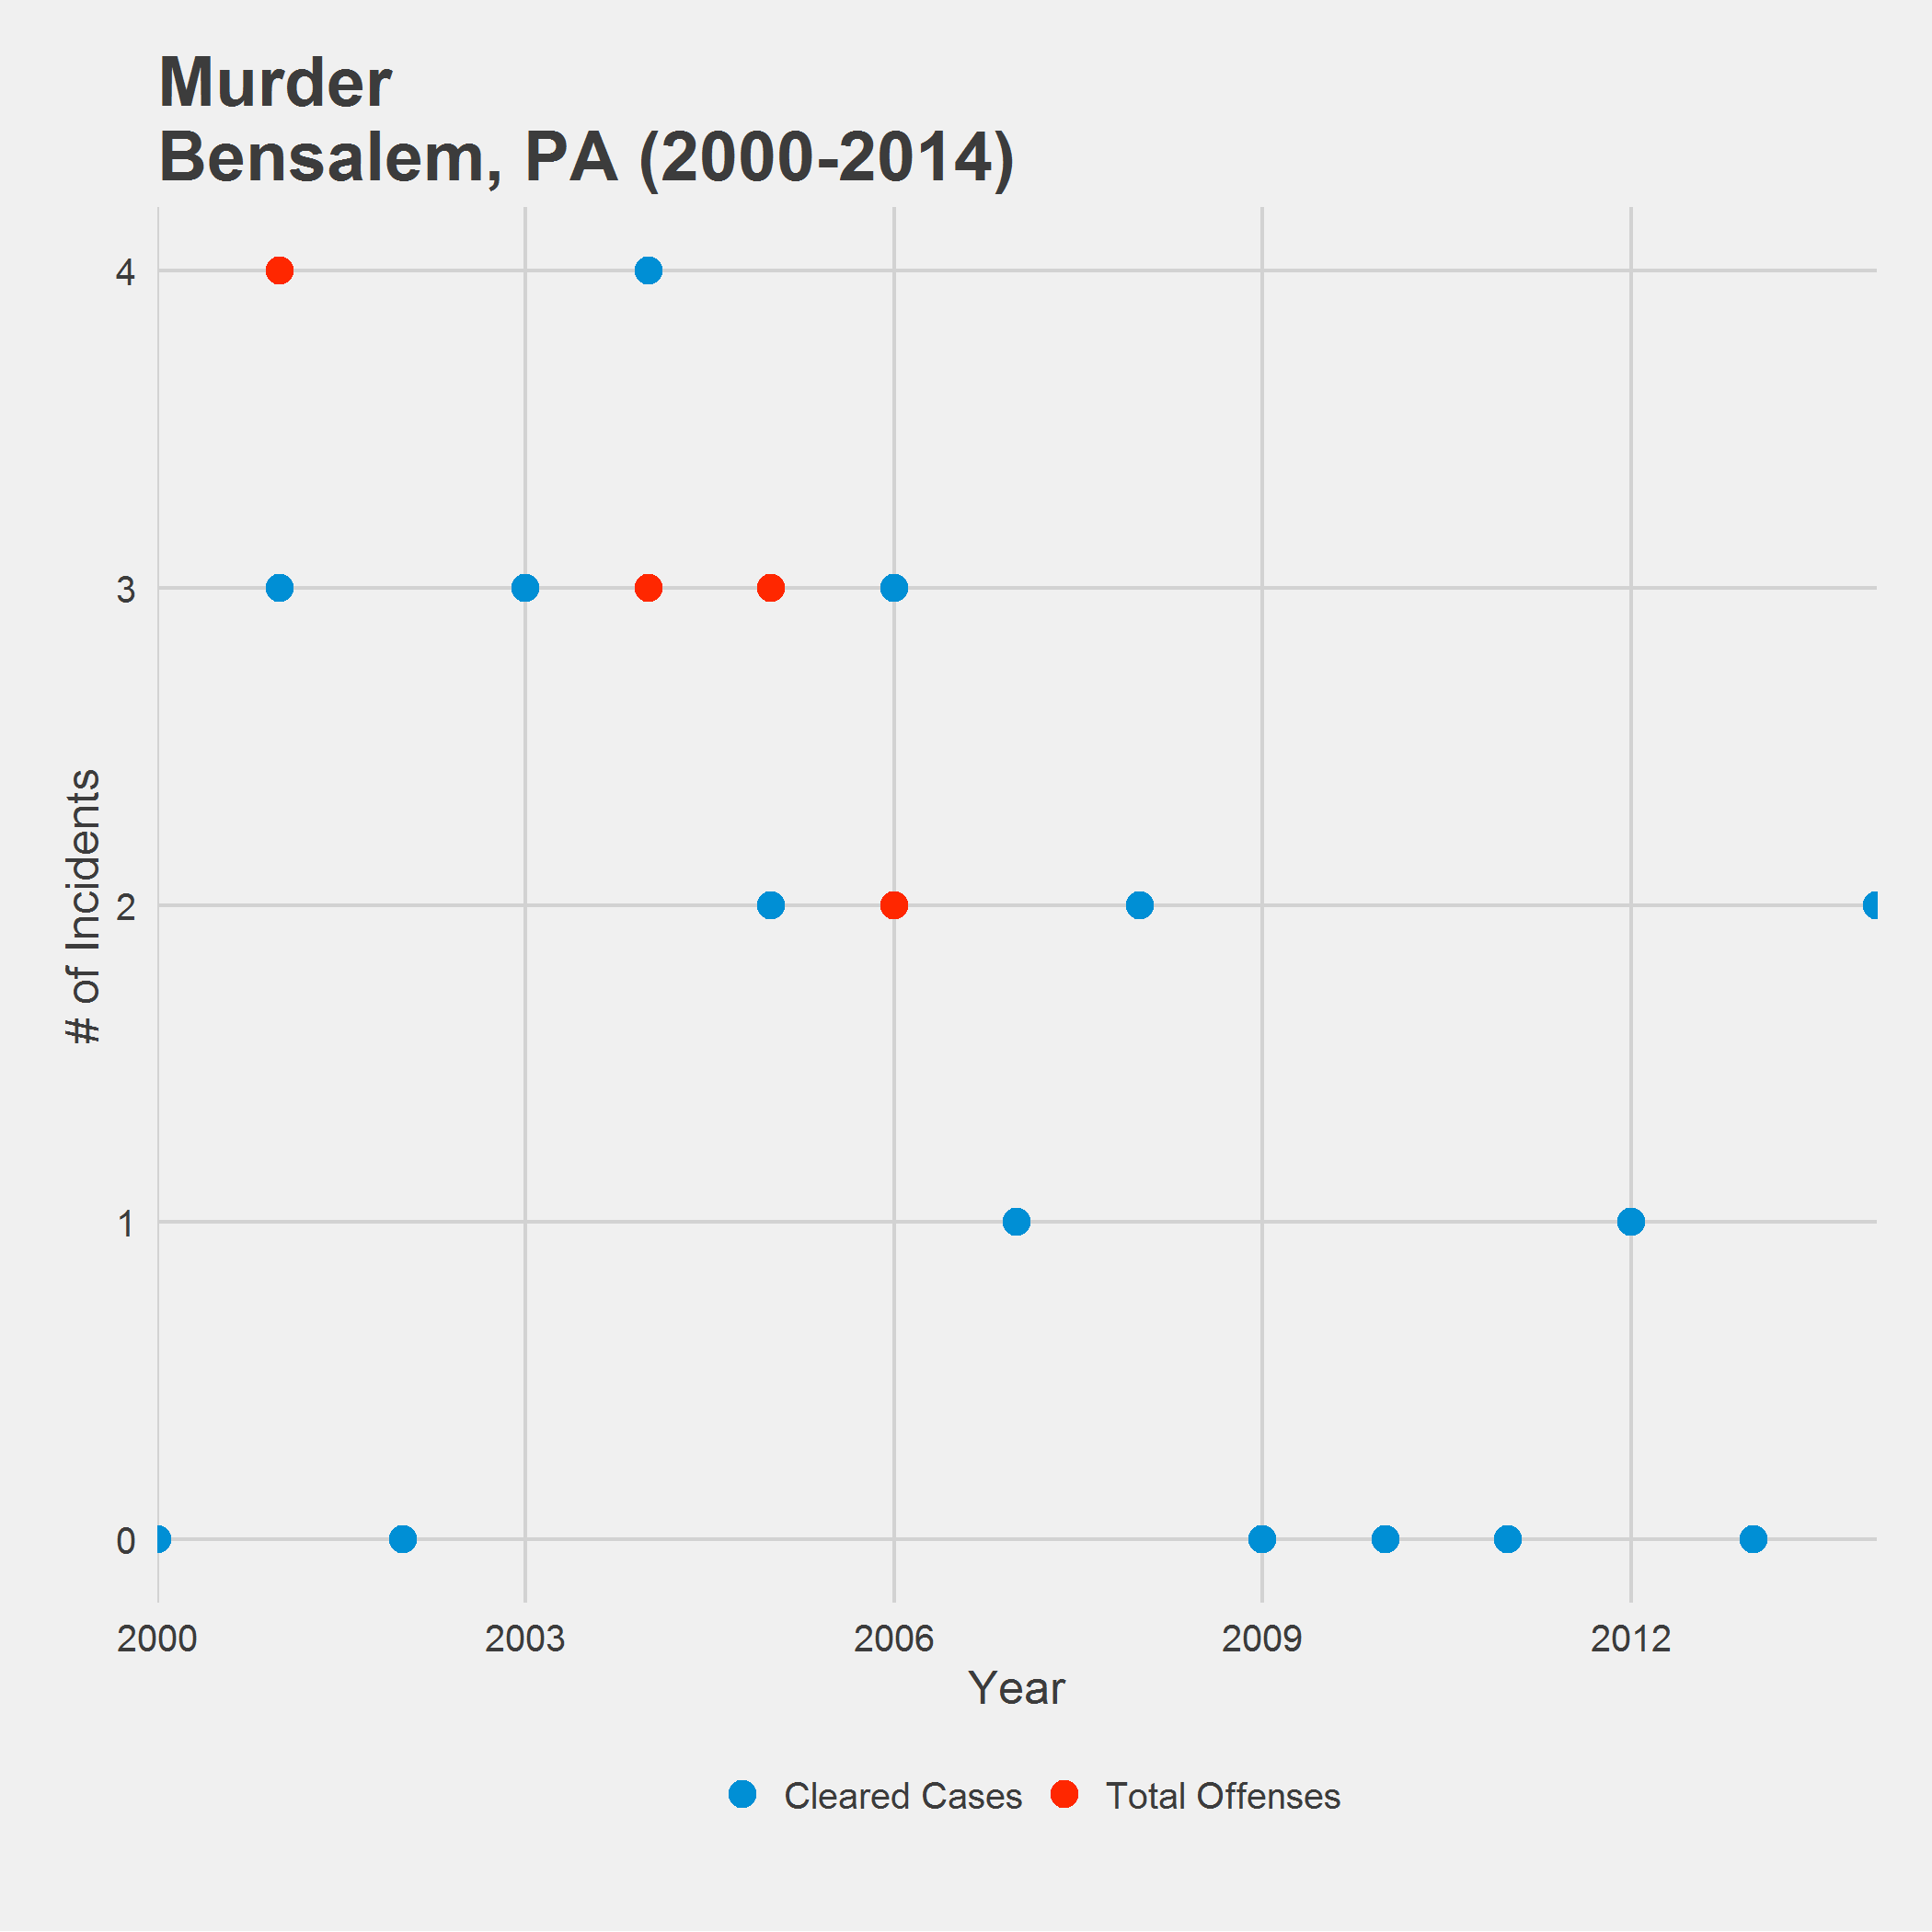 Murder
Bensalem, PA (2000-2014)
4
3
2
1
0
# of Incidents
2000 2003 2006 2009 2012
Year
Cleared Cases Total Offenses